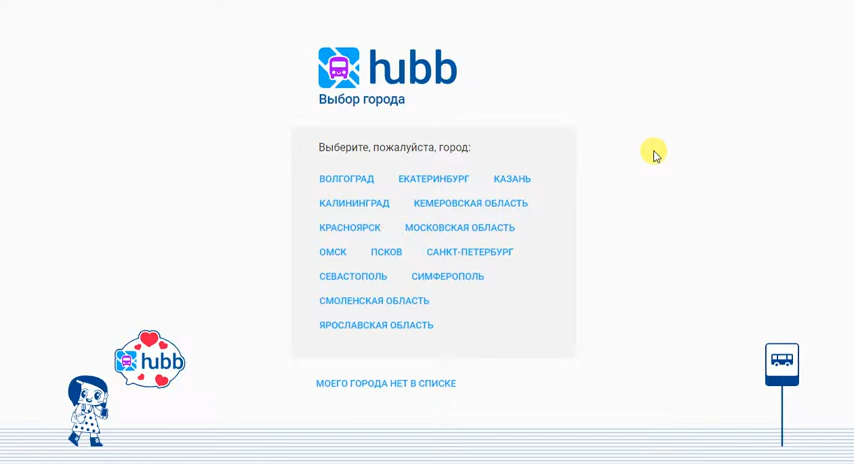 hubb
Выбор города
Выберите, пожалуйста, город:
ВОЛГОГРАД ЕКАТЕРИНБУРГ КАЗАНЬ
КАЛИНИНГРАД КЕМЕРОВСКАЯ ОБЛАСТЬ
КРАСНОЯРСК МОСКОВСКАЯ ОБЛАСТЬ
ОМСК ПСКОВ САНКТ-ПЕТЕРБУРГ
СЕВАСТОПОЛЬ СИМФЕРОПОЛЬ
СМОЛЕНСКАЯ ОБЛАСТЬ
ЯРОСЛАВСКАЯ ОБЛАСТЬ
hubb
МОЕГО ГОРОДА НЕТ В СПИСКЕ